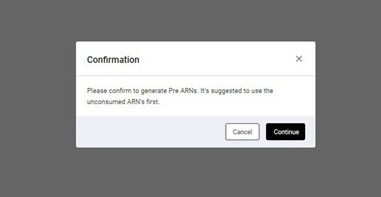 Confirmation
Please confirm to generate Pre ARNs. It's suggested to use the
unconsumed ARN's first.
Cancel
Continue